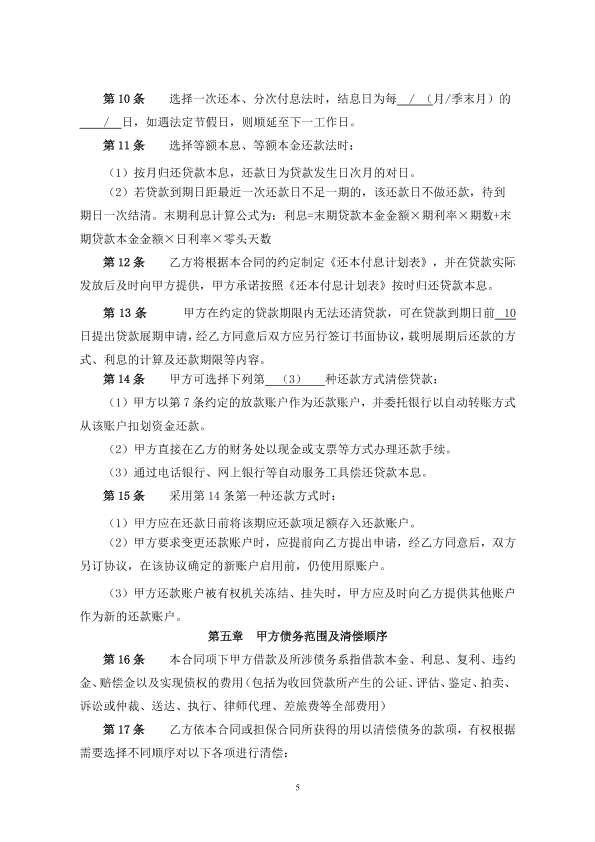 第 10 条 选择一次还本、分次付息法时，结息日为每 / （月/季末月）的
 / 日，如遇法定节假日，则顺延至下一工作日。
第 11 条 选择等额本息、等额本金还款法时：
（1）按月归还贷款本息，还款日为贷款发生日次月的对日。
（2）若贷款到期日距最近一次还款日不足一期的，该还款日不做还款，待到
期日一次结清。末期利息计算公式为：利息=末期贷款本金金额×期利率×期数+末
期贷款本金金额×日利率×零头天数
第 12 条 乙方将根据本合同的约定制定《还本付息计划表》，并在贷款实际
发放后及时向甲方提供，甲方承诺按照《还本付息计划表》按时归还贷款本息。
第 13 条 甲方在约定的贷款期限内无法还清贷款，可在贷款到期日前 10
日提出贷款展期申请，经乙方同意后双方应另行签订书面协议，载明展期后还款的方
式、利息的计算及还款期限等内容。
第 14 条 甲方可选择下列第 （3） 种还款方式清偿贷款：
（1）甲方以第 7 条约定的放款账户作为还款账户，并委托银行以自动转账方式
从该账户扣划资金还款。
（2）甲方直接在乙方的财务处以现金或支票等方式办理还款手续。
（3）通过电话银行、网上银行等自动服务工具偿还贷款本息。
第 15 条 采用第 14 条第一种还款方式时：
（1）甲方应在还款日前将该期应还款项足额存入还款账户。
（2）甲方要求变更还款账户时，应提前向乙方提出申请，经乙方同意后，双方
另订协议，在该协议确定的新账户启用前，仍使用原账户。
（3）甲方还款账户被有权机关冻结、挂失时，甲方应及时向乙方提供其他账户
作为新的还款账户。
第五章 甲方债务范围及清偿顺序
第 16 条 本合同项下甲方借款及所涉债务系指借款本金、利息、复利、违约
金、赔偿金以及实现债权的费用（包括为收回贷款所产生的公证、评估、鉴定、拍卖、
诉讼或仲裁、送达、执行、律师代理、差旅费等全部费用）
第 17 条 乙方依本合同或担保合同所获得的用以清偿债务的款项，有权根据
需要选择不同顺序对以下各项进行清偿：
5